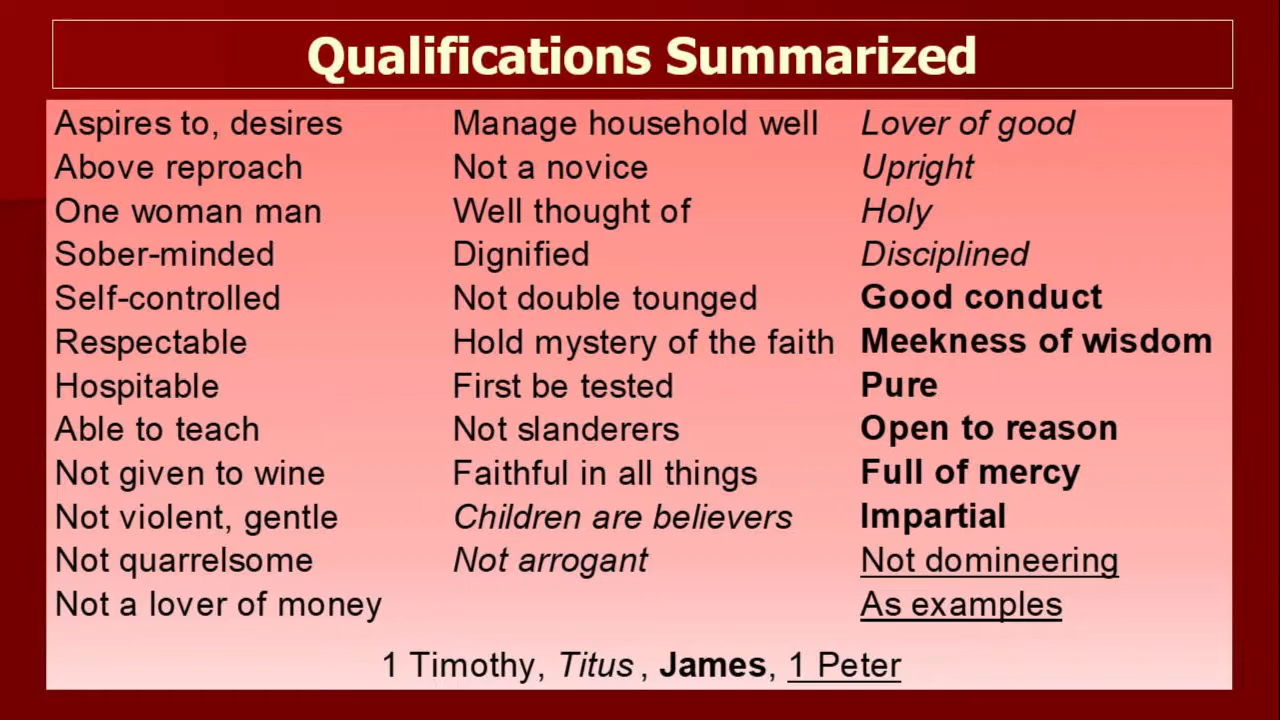 Qualifications Summarized
Aspires to, desires
Above reproach
One woman man
Sober-minded
Self-controlled
Respectable
Hospitable
Able to teach
Not given to wine
Not violent, gentle
Not quarrelsome
Not a lover of money
Manage household well
Not a novice
Well thought of
Dignified
Not double tounged
Hold mystery of the faith
First be tested
Not slanderers
Faithful in all things
Children are believers
Not arrogant
Lover of good
Upright
Holy
Disciplined
Good conduct
Meekness of wisdom
Pure
Open to reason
Full of mercy
Impartial
Not domineering
As examples
1 Timothy, Titus , James, 1 Peter